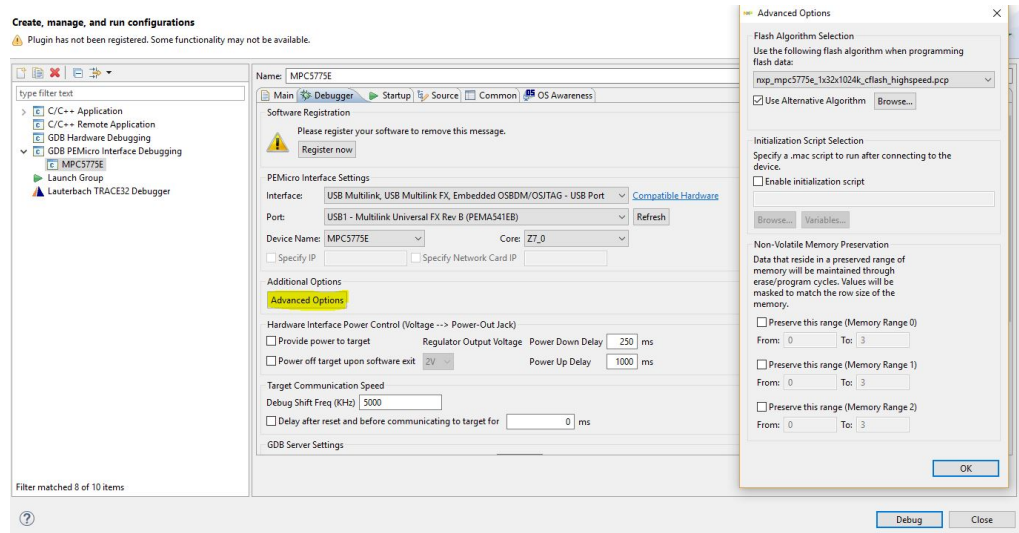 Create, manage, and run configurations
Plugin has not been registered. Some functionality may not be available.
type filter text
C/C++ Application
C/C++ Remote Application
GDB Hardware Debugging
GDB PEMicro Interface Debugging
MPC5775E
Launch Group
Lauterbach TRACE32 Debugger
Filter matched 8 of 10 items
Name: MPC5775E
Main Debugger Startup Source Common OS Awareness
Software Registration
Please register your software to remove this message.
Register now
PEMicro Interface Settings
Interface: USB Multilink, USB Multilink FX, Embedded OSBDM/OSJTAG - USB Port Compatible Hardware
Port: USB1 - Multilink Universal FX Rev B (PEMA541EB) Refresh
Device Name: MPC5775E Core: Z7_0
Specify IP Specify Network Card IP
Additional Options
Advanced Options
Hardware Interface Power Control (Voltage --> Power-Out Jack)
Provide power to target Regulator Output Voltage Power Down Delay 250 ms
Power off target upon software exit 2V Power Up Delay 1000 ms
Target Communication Speed
Debug Shift Freq (KHz) 5000
Delay after reset and before communicating to target for 0 ms
GDB Server Settings
Debug Close
Advanced Options
Flash Algorithm Selection
Use the following flash algorithm when programming
flash data:
nxp_mpc5775e_1x32x1024k_cflash_highspeed.pcp
Use Alternative Algorithm Browse...
Initialization Script Selection
Specify a .mac script to run after connecting to the
device.
Enable initialization script
Browse... Variables...
Non-Volatile Memory Preservation
Data that reside in a preserved range of
memory will be maintained through
erase/program cycles. Values will be
masked to match the row size of the
memory.
Preserve this range (Memory Range 0)
From: 0 To: 3
Preserve this range (Memory Range 1)
From: 0 To: 3
Preserve this range (Memory Range 2)
From: 0 To: 3
OK